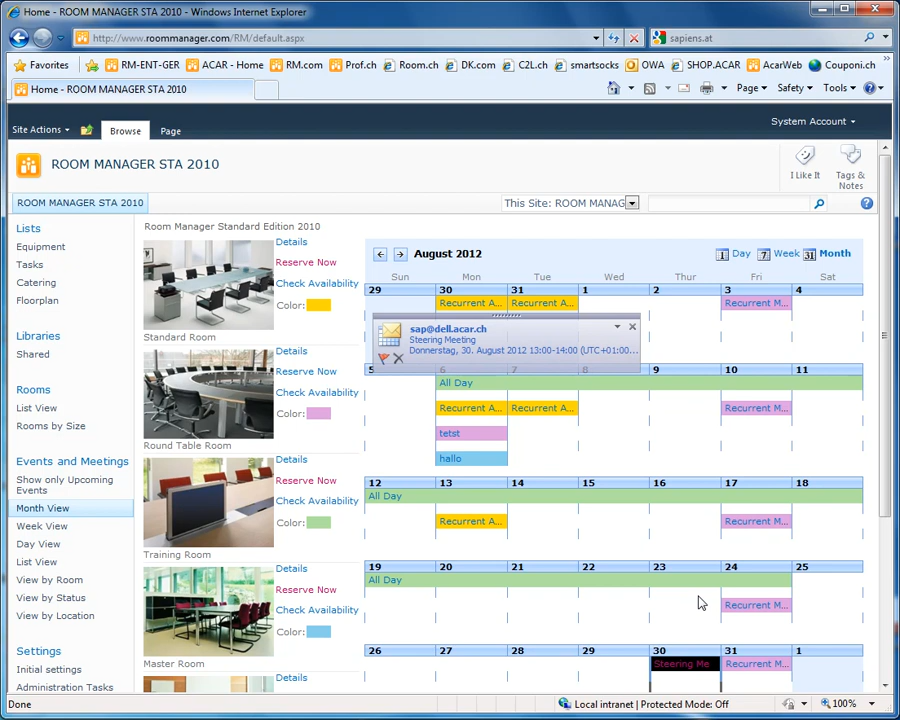 Home - ROOM MANAGER STA 2010 - Windows Internet Explorer
http://www.roommanager.com/RM/default.aspx
sapiens.at
Favorites RM-ENT-GER ACAR - Home RM.com Prof.ch Room.ch DK.com C2L.ch smartsocks OWA SHOP.ACAR AcarWeb Couponi.ch
Home - ROOM MANAGER STA 2010
Page Safety Tools
System Account
Site Actions Browse Page
ROOM MANAGER STA 2010
I Like It
Tags & Notes
ROOM MANAGER STA 2010
This Site: ROOM MANAG
Lists
Equipment
Tasks
Catering
Floorplan
Libraries
Shared
Rooms
List View
Rooms by Size
Events and Meetings
Show only Upcoming
Events
Month View
Week View
Day View
List View
View by Room
View by Status
View by Location
Settings
Initial settings
Administration Tasks
Room Manager Standard Edition 2010
Details
Reserve Now
Check Availability
Color:
Standard Room
Details
Reserve Now
Check Availability
Color:
Round Table Room
Details
Reserve Now
Check Availability
Color:
Training Room
Details
Reserve Now
Check Availability
Color:
Master Room
Details
August 2012
1 Day 7 Week 31 Month
Sun Mon Tue Wed Thur Fri Sat
29 30 31 1 2 3 4
Recurrent A... Recurrent A... Recurrent M...
sap@dell.acar.ch
Steering Meeting
Donnerstag, 30. August 2012 13:00-14:00 (UTC+01:00...
5 6 7 8 9 10 11
All Day
Recurrent A... Recurrent A... Recurrent M...
tetst
hallo
12 13 14 15 16 17 18
All Day
Recurrent A... Recurrent M...
19 20 21 22 23 24 25
All Day
Recurrent M...
26 27 28 29 30 31 1
Steering Me Recurrent M...
Done
Local intranet | Protected Mode: Off
100%